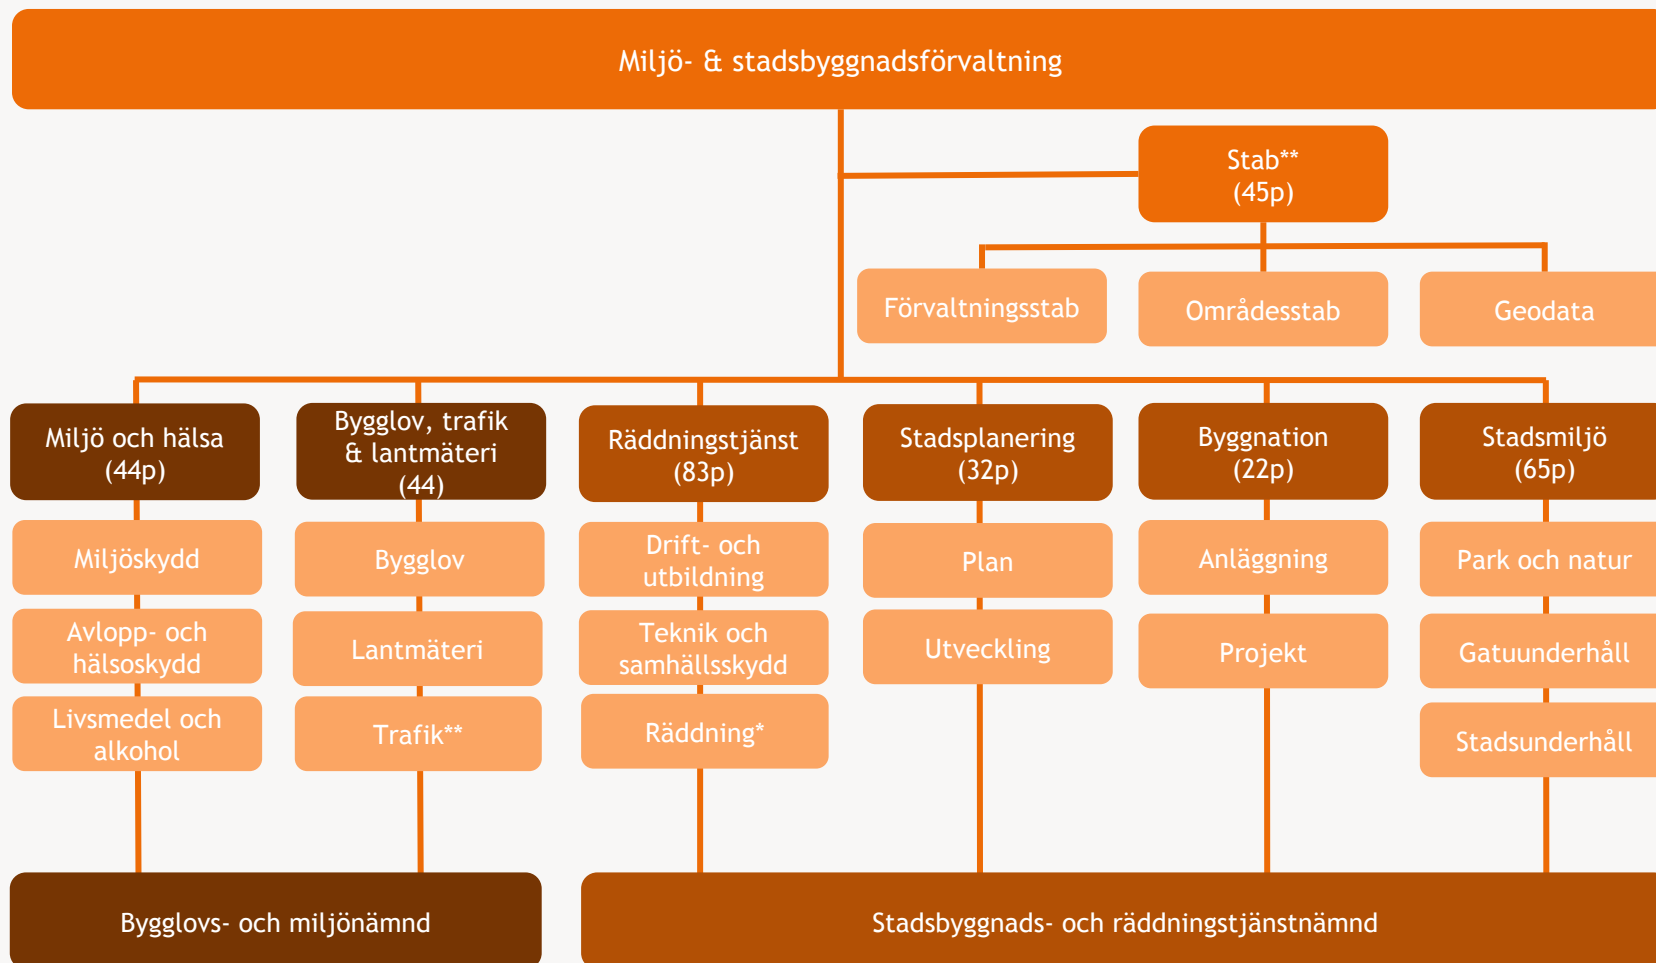 Miljö- & stadsbyggnadsförvaltning
Stab**
(45p)
Förvaltningsstab
Områdesstab
Geodata
Miljö och hälsa
(44p)
Bygglov, trafik
& lantmäteri
(44)
Räddningstjänst
(83p)
Stadsplanering
(32p)
Byggnation
(22p)
Stadsmiljö
(65p)
Miljöskydd
Avlopp- och
hälsoskydd
Livsmedel och
alkohol
Bygglov
Lantmäteri
Trafik**
Drift- och
utbildning
Teknik och
samhällsskydd
Räddning*
Plan
Utveckling
Anläggning
Projekt
Park och natur
Gatuunderhåll
Stadsunderhåll
Bygglovs- och miljönämnd
Stadsbyggnads- och räddningstjänstnämnd